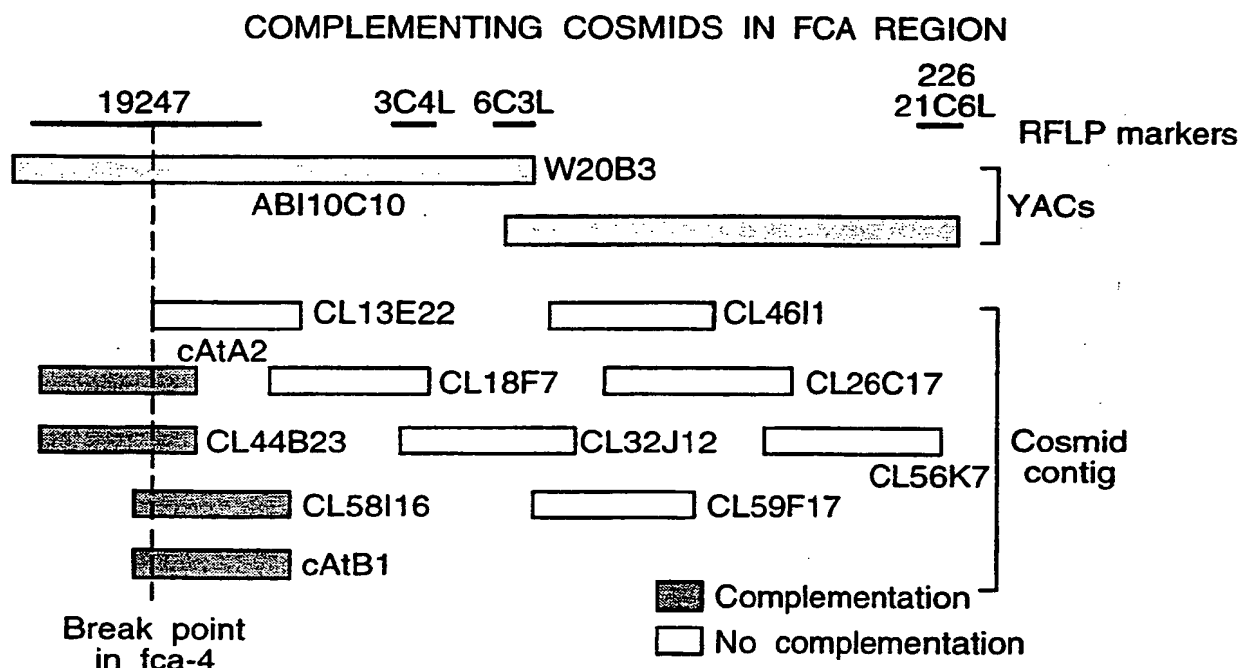 COMPLEMENTING COSMIDS IN FCA REGION
19247
3C4L
6C3L
226
21C6L
RFLP markers
W20B3
ABI10C10
YACs
CL13E22
CL46I1
cAtA2
CL18F7
CL26C17
CL44B23
CL32J12
CL56K7
Cosmid
contig
CL58I16
CL59F17
cAtB1
Complementation
No complementation
Break point
in fca-4